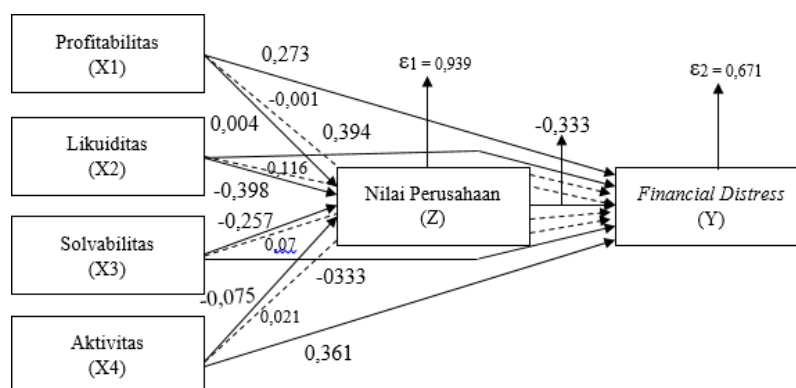 Profitabilitas
(X1)
0,273
ε1 = 0,939
ε2 = 0,671
-0,001
0,004
0,394
-0,333
Likuiditas
(X2)
0,116
-0,398
Nilai Perusahaan
(Z)
Financial Distress
(Y)
Solvabilitas
(X3)
-0,257
0,07
-0333
-0,075
0,021
Aktivitas
(X4)
0,361